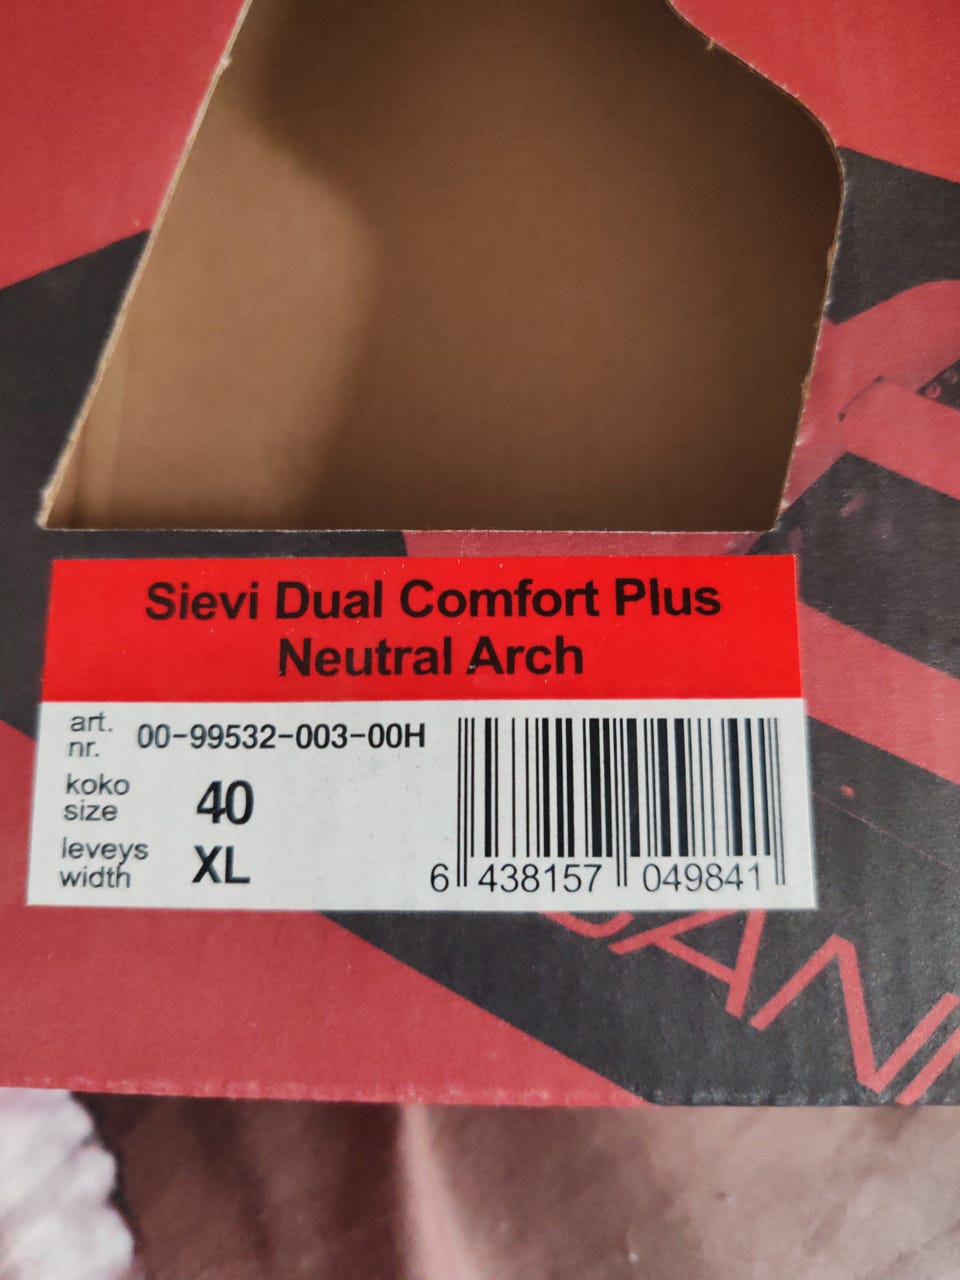 Sievi Dual Comfort Plus
Neutral Arch
art. nr. 00-99532-003-00H
koko size 40
leveys width XL
6 438157 049841